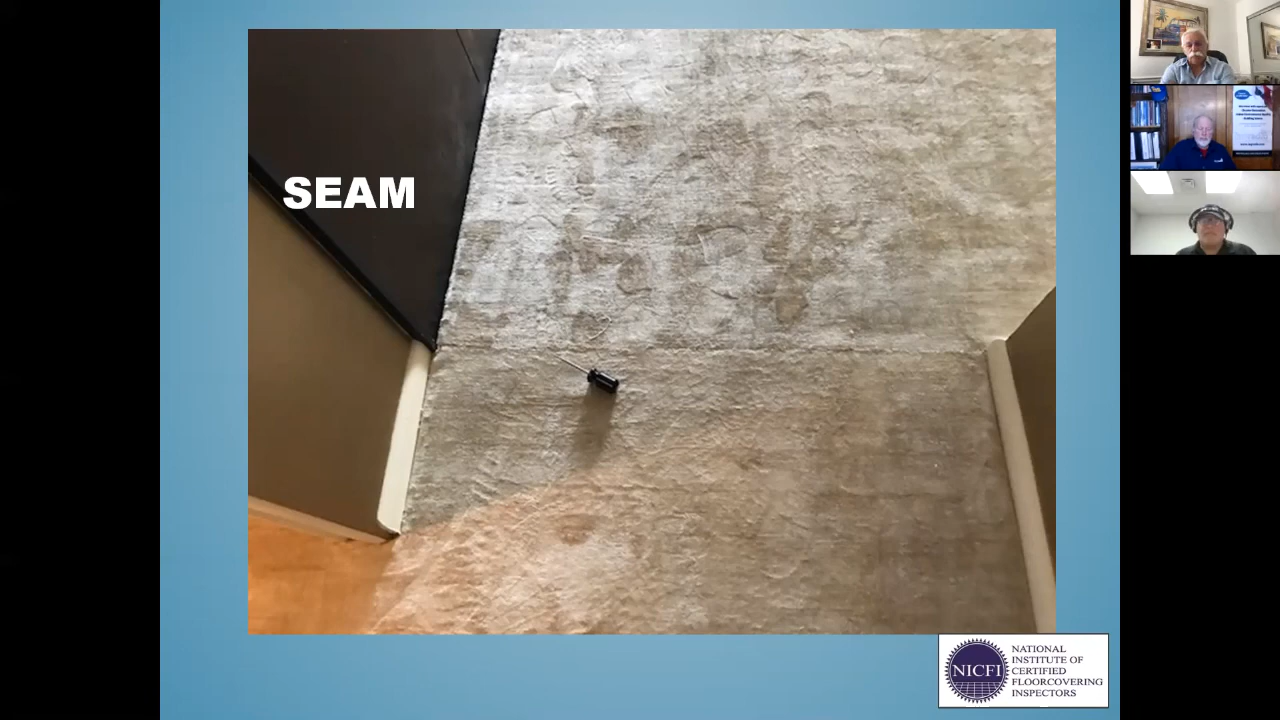 SEAM
NICFI
NATIONAL
INSTITUTE OF
CERTIFIED
FLOORCOVERING
INSPECTORS